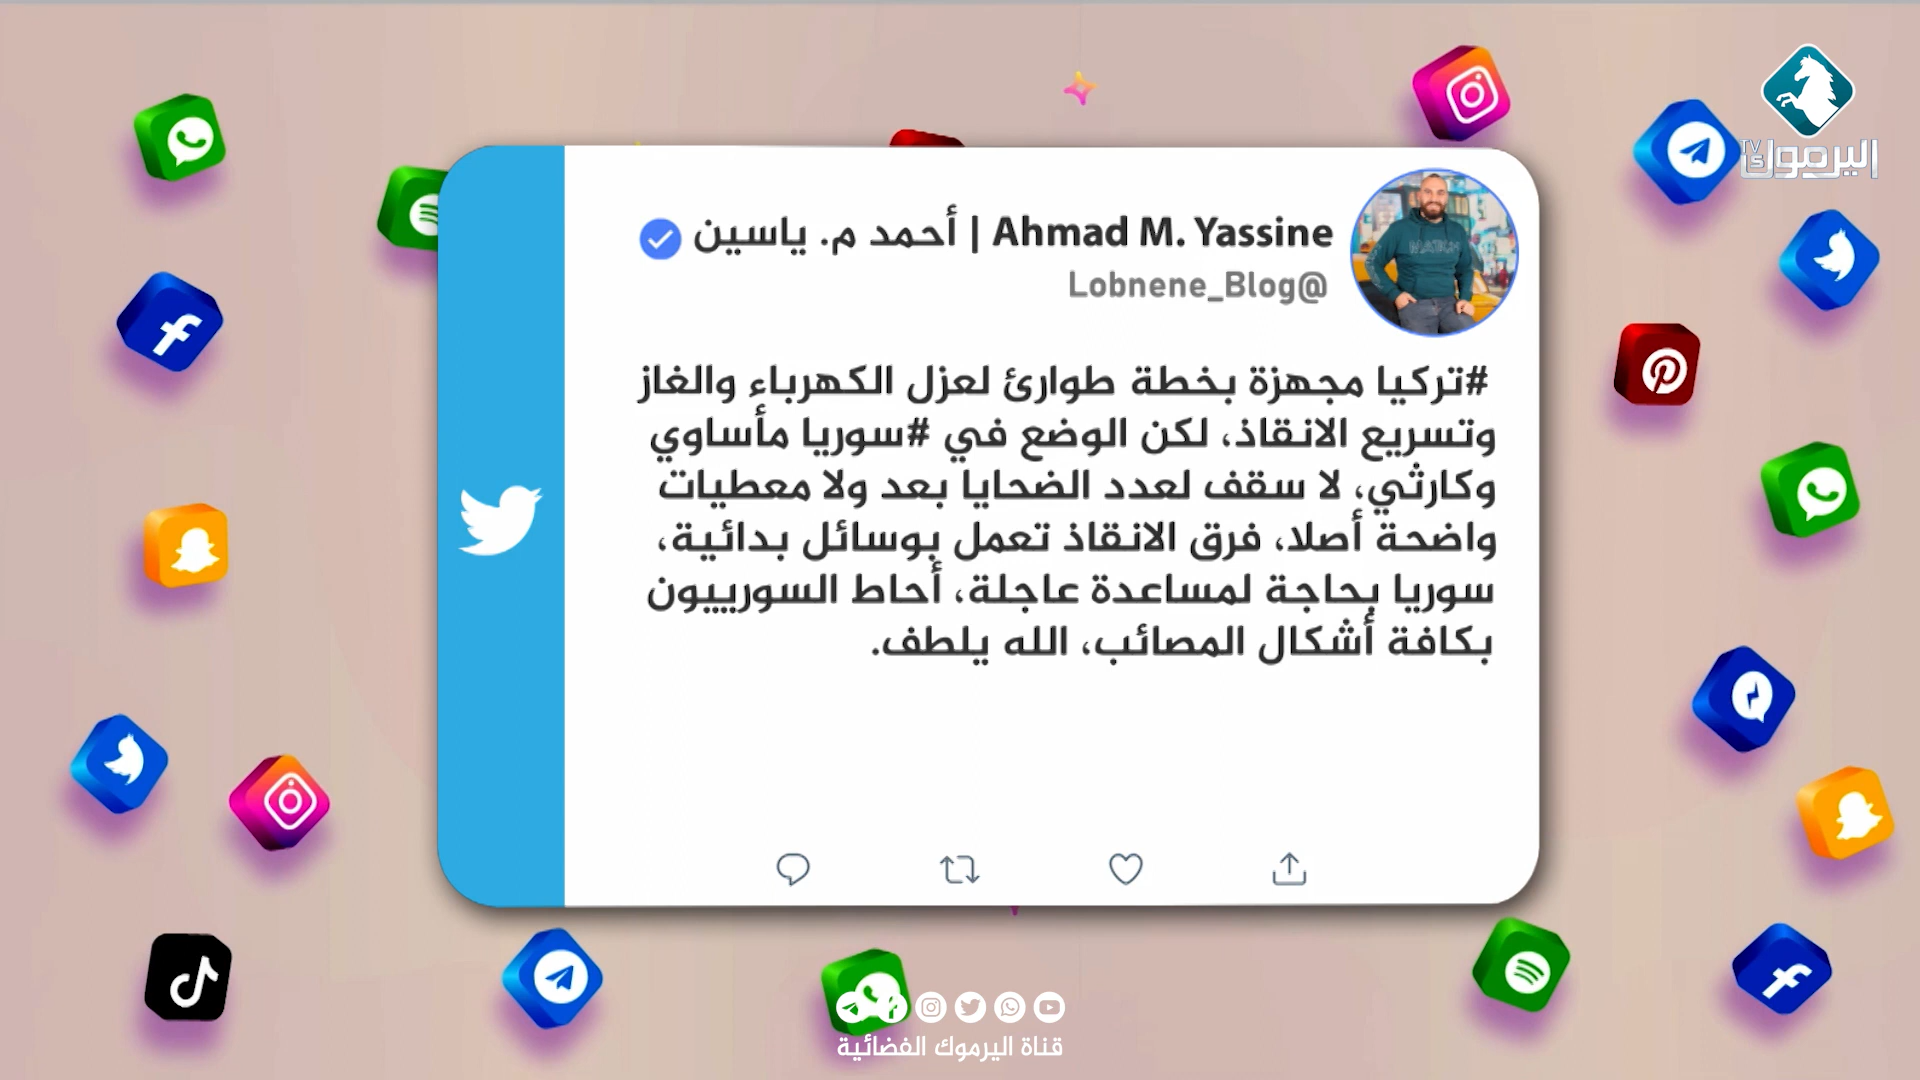 اليرموك
TV
Ahmad M. Yassine | أحمد م. ياسين
@Lobnene_Blog
#تركيا مجهزة بخطة طوارئ لعزل الكهرباء والغاز
وتسريع الانقاذ، لكن الوضع في #سوريا مأساوي
وكارثي، لا سقف لعدد الضحايا بعد ولا معطيات
واضحة أصلا، فرق الانقاذ تعمل بوسائل بدائية،
سوريا بحاجة لمساعدة عاجلة، أحاط السورييون
بكافة أشكال المصائب، الله يلطف.
قناة اليرموك الفضائية